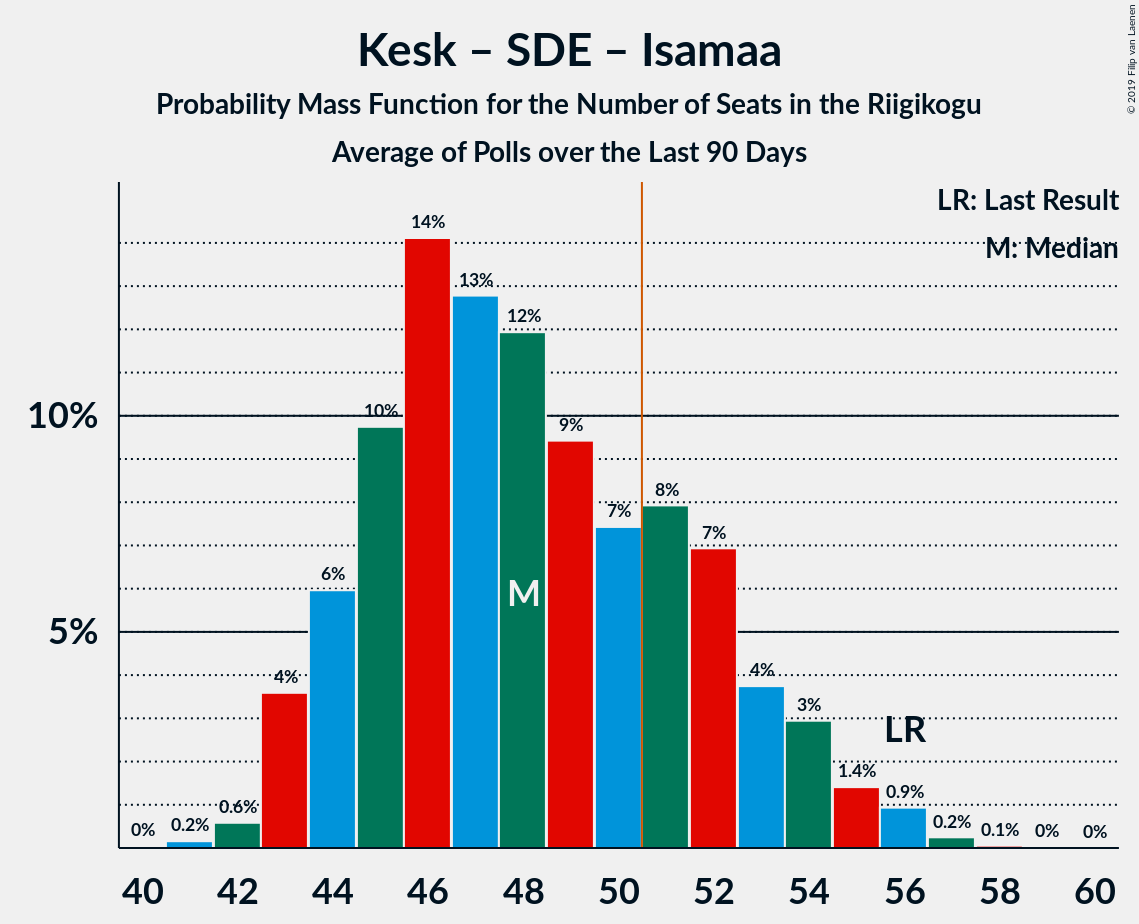 Kesk – SDE – Isamaa
Probability Mass Function for the Number of Seats in the Riigikogu
Average of Polls over the Last 90 Days
© 2019 Filip van Laenen
LR: Last Result
M: Median
10%
5%
0%
0.2%
0.6%
4%
6%
10%
14%
13%
12%
9%
7%
8%
7%
4%
3%
1.4%
0.9%
0.2%
0.1%
0%
0%
M
LR
40 42 44 46 48 50 52 54 56 58 60